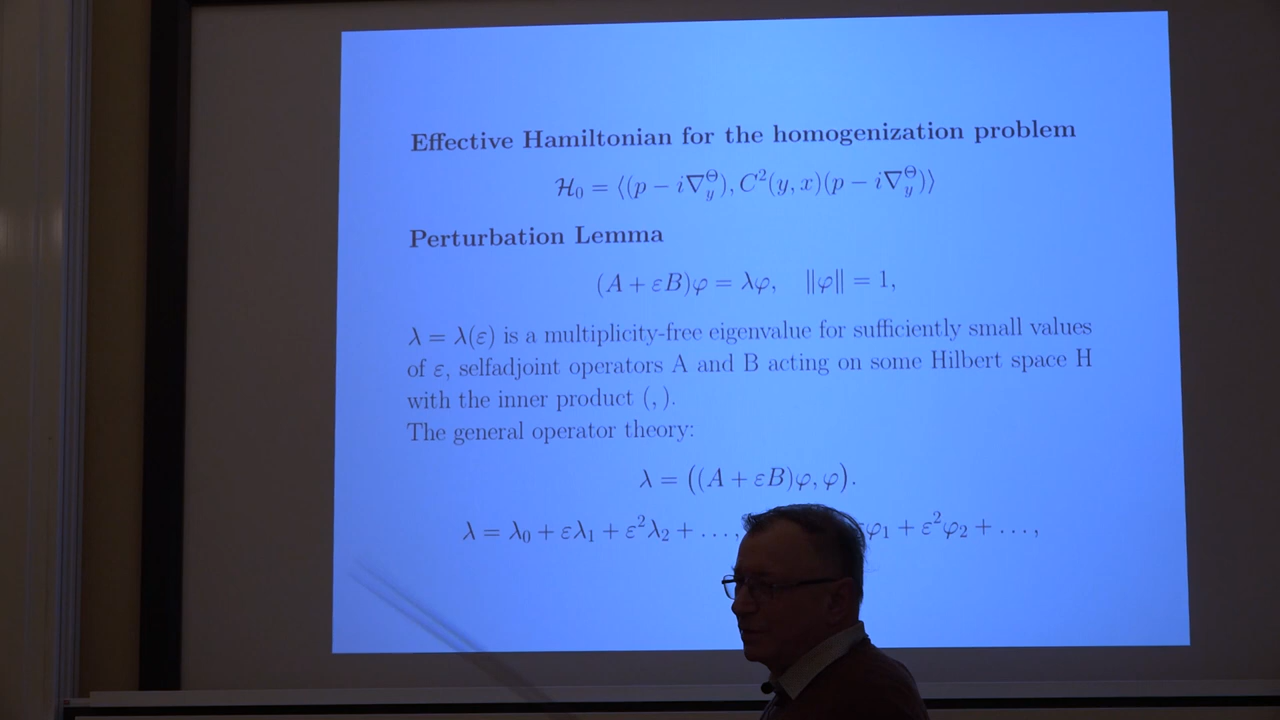 Effective Hamiltonian for the homogenization problem
ℋ₀ = ⟨(p − i∇_y^Θ), C²(y, x)(p − i∇_y^Θ)⟩
Perturbation Lemma
(A + εB)φ = λφ, ‖φ‖ = 1,
λ = λ(ε) is a multiplicity-free eigenvalue for sufficiently small values
of ε, selfadjoint operators A and B acting on some Hilbert space H
with the inner product (, ).
The general operator theory:
λ = ((A + εB)φ, φ).
λ = λ₀ + ελ₁ + ε²λ₂ + …, φ₁ + ε²φ₂ + …,